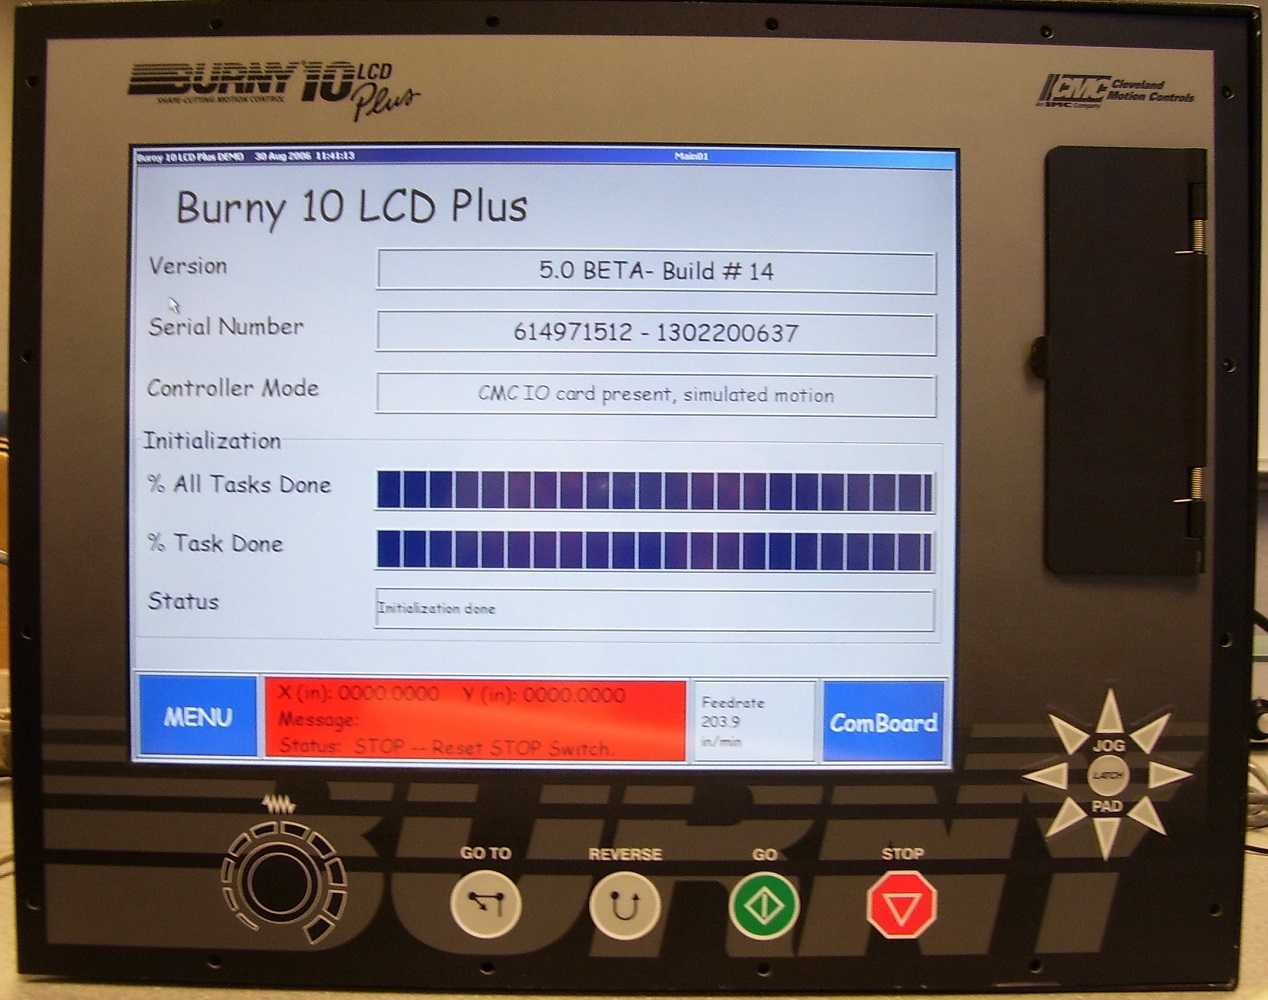 BURNY 10 LCD Plus
SHAPE-CUTTING MOTION CONTROL
CMC Cleveland Motion Controls
An IMC Company
Burny 10 LCD Plus DEMO 30 Aug 2006 11:41:13 Main01
Burny 10 LCD Plus
Version 5.0 BETA- Build # 14
Serial Number 614971512 - 1302200637
Controller Mode CMC IO card present, simulated motion
Initialization
% All Tasks Done
% Task Done
Status Initialization done
MENU
X (in): 0000.0000 Y (in): 0000.0000
Message:
Status: STOP -- Reset STOP Switch.
Feedrate
203.9
in/min
ComBoard
JOG
LATCH
PAD
GO TO REVERSE GO STOP
BURNY